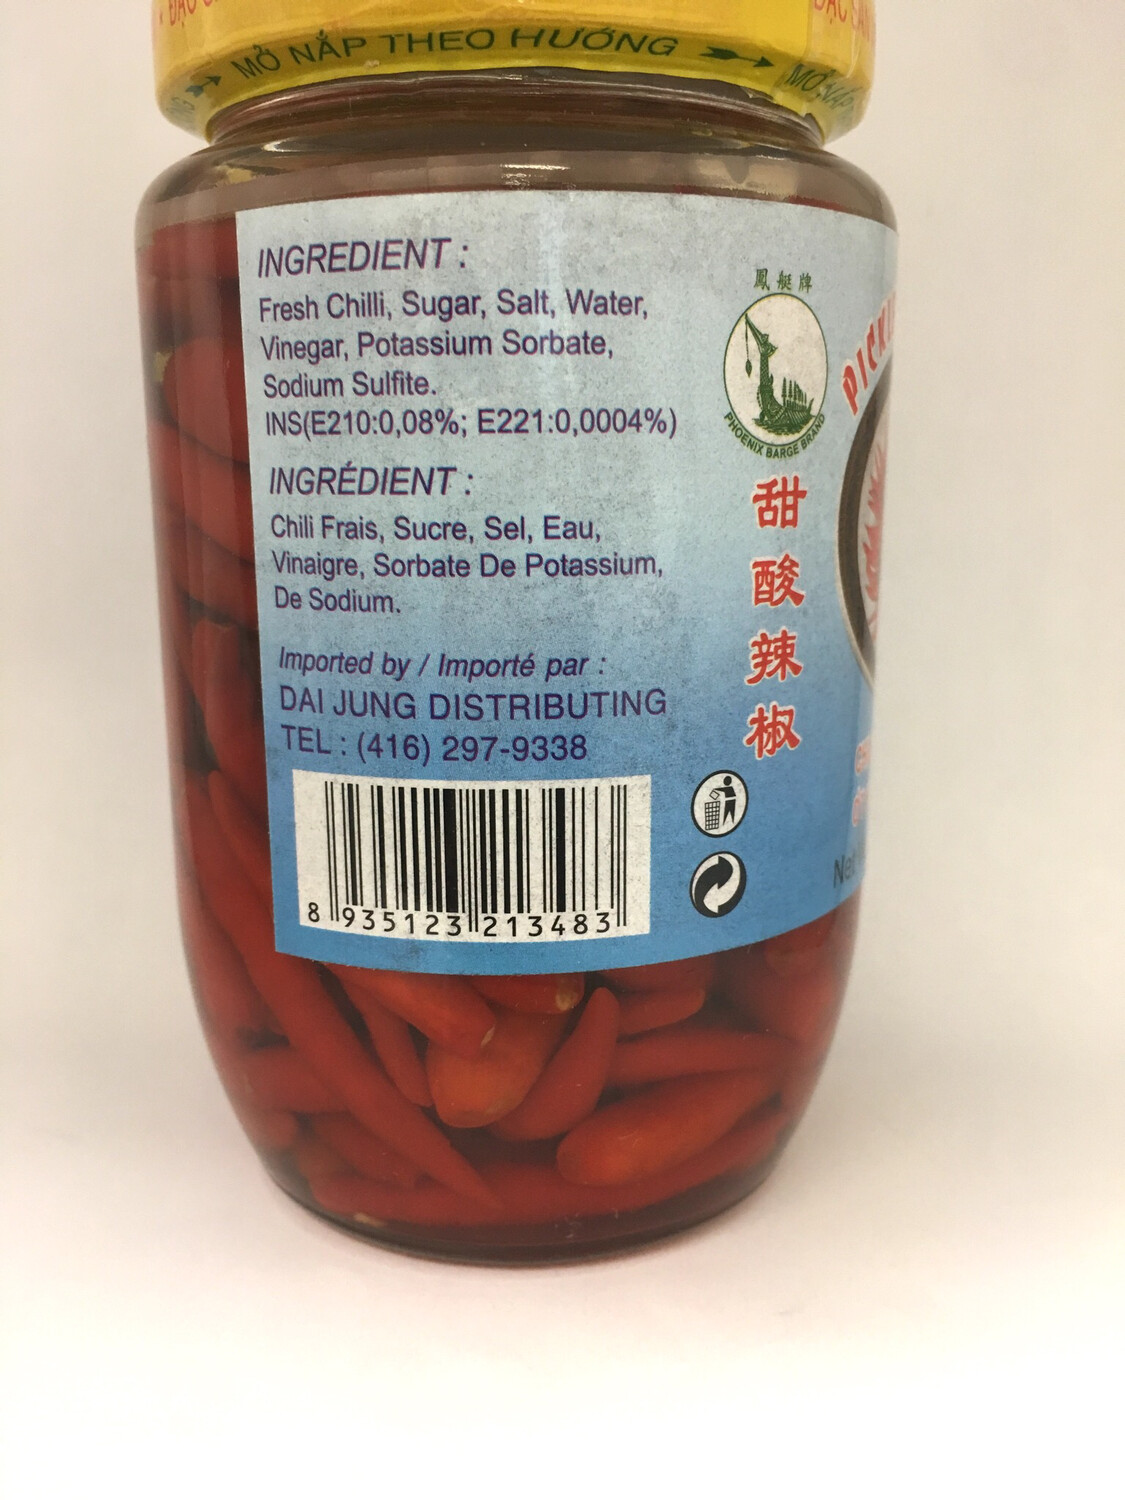 MỞ NẮP THEO HƯỚNG
MỞ NẮP
INGREDIENT :
Fresh Chilli, Sugar, Salt, Water,
Vinegar, Potassium Sorbate,
Sodium Sulfite.
INS(E210:0,08%; E221:0,0004%)
INGRÉDIENT :
Chili Frais, Sucre, Sel, Eau,
Vinaigre, Sorbate De Potassium,
De Sodium.
Imported by / Importé par :
DAI JUNG DISTRIBUTING
TEL : (416) 297-9338
8 935123 213483
鳳艇牌
PHOENIX BARGE BRAND
甜
酸
辣
椒